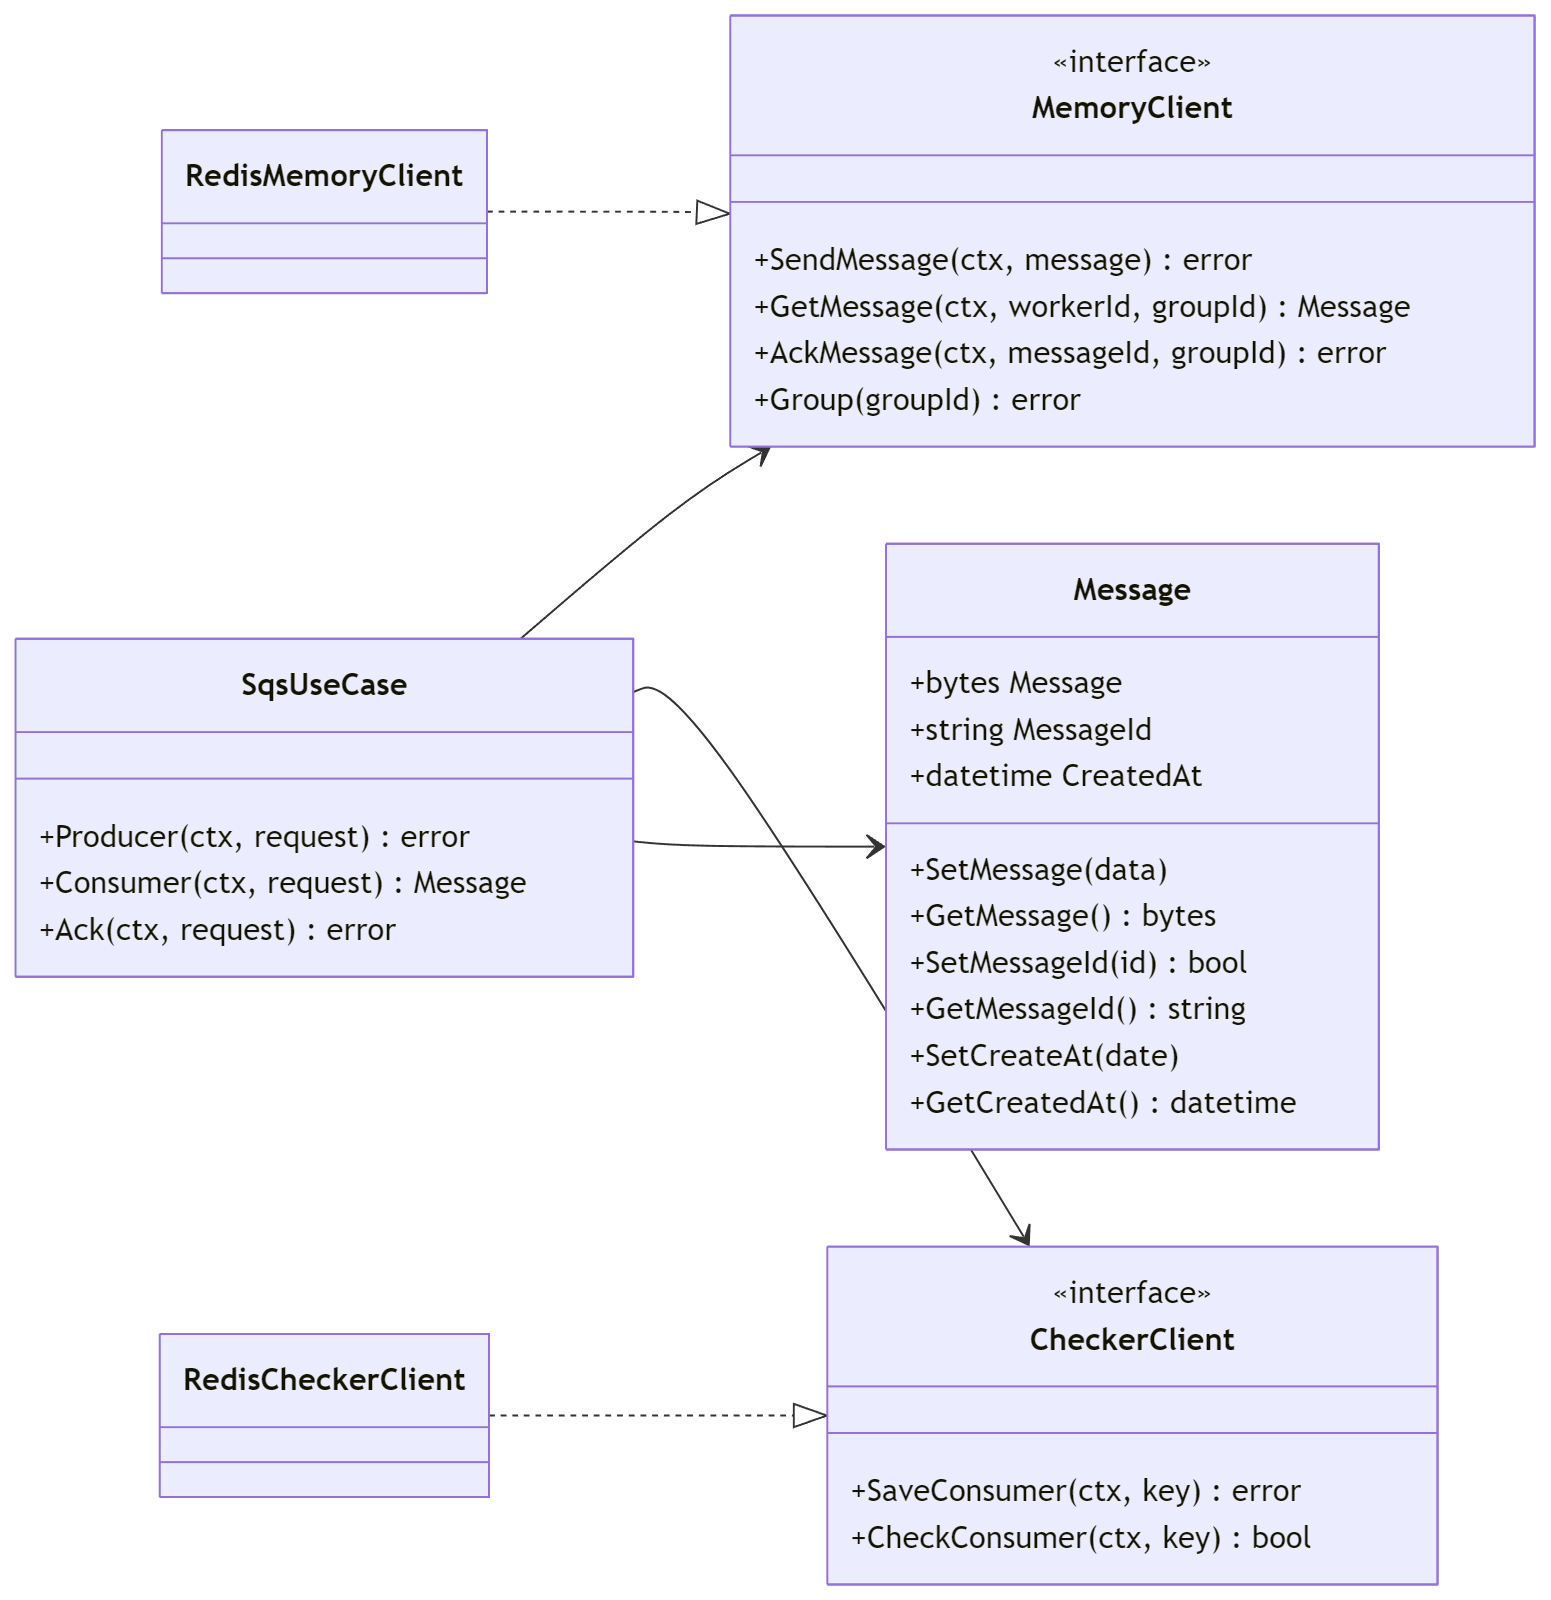 «interface»
MemoryClient
+SendMessage(ctx, message) : error
+GetMessage(ctx, workerId, groupId) : Message
+AckMessage(ctx, messageId, groupId) : error
+Group(groupId) : error
RedisMemoryClient
SqsUseCase
+Producer(ctx, request) : error
+Consumer(ctx, request) : Message
+Ack(ctx, request) : error
Message
+bytes Message
+string MessageId
+datetime CreatedAt
+SetMessage(data)
+GetMessage() : bytes
+SetMessageId(id) : bool
+GetMessageId() : string
+SetCreateAt(date)
+GetCreatedAt() : datetime
RedisCheckerClient
«interface»
CheckerClient
+SaveConsumer(ctx, key) : error
+CheckConsumer(ctx, key) : bool